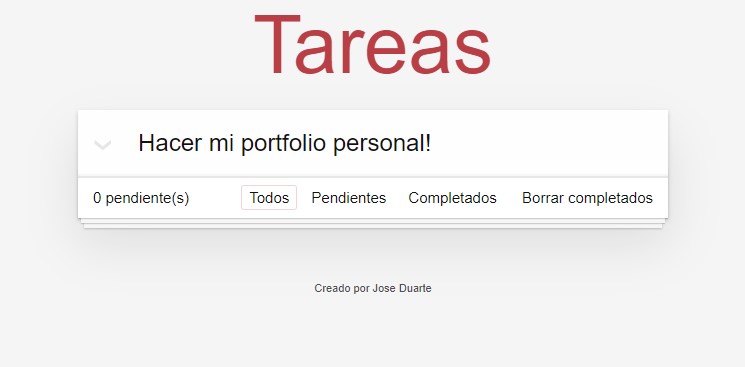 Tareas
Hacer mi portfolio personal!
0 pendiente(s) Todos Pendientes Completados Borrar completados
Creado por Jose Duarte